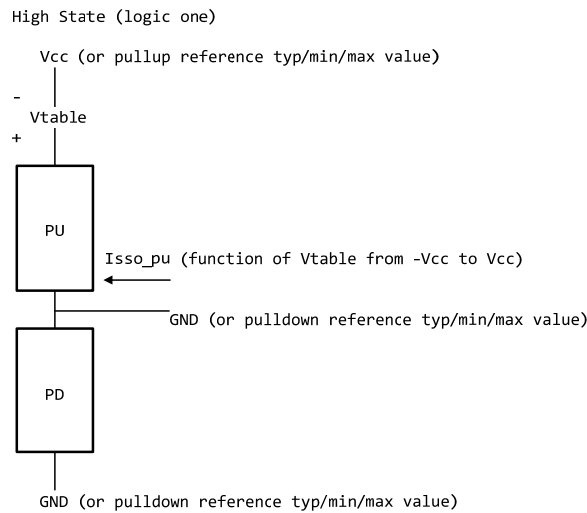 High State (logic one)
Vcc (or pullup reference typ/min/max value)
-
Vtable
+
PU
Isso_pu (function of Vtable from -Vcc to Vcc)
GND (or pulldown reference typ/min/max value)
PD
GND (or pulldown reference typ/min/max value)